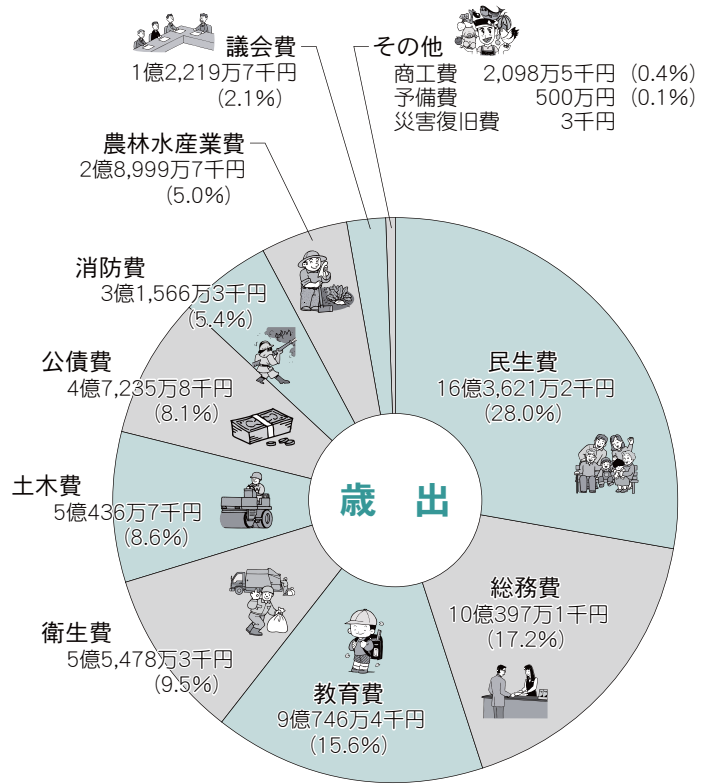 議会費
1億2,219万7千円
(2.1%)
その他
商工費 2,098万5千円 (0.4%)
予備費 500万円 (0.1%)
災害復旧費 3千円
農林水産業費
2億8,999万7千円
(5.0%)
消防費
3億1,566万3千円
(5.4%)
公債費
4億7,235万8千円
(8.1%)
土木費
5億436万7千円
(8.6%)
衛生費
5億5,478万3千円
(9.5%)
教育費
9億746万4千円
(15.6%)
総務費
10億397万1千円
(17.2%)
民生費
16億3,621万2千円
(28.0%)
歳 出